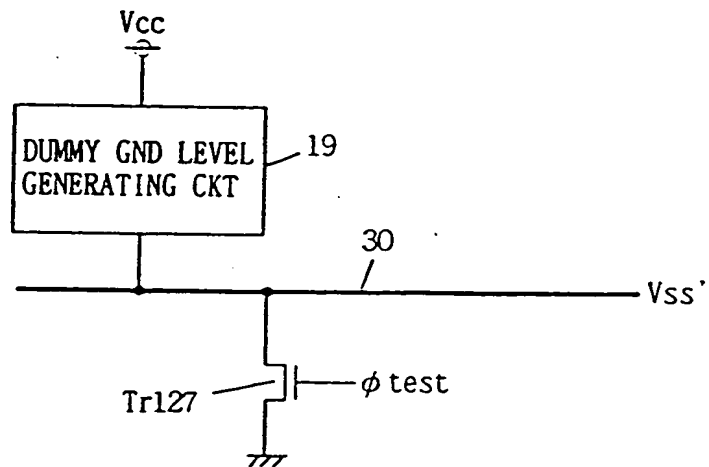 Vcc
DUMMY GND LEVEL
GENERATING CKT
19
30
Vss'
Tr127
φ test